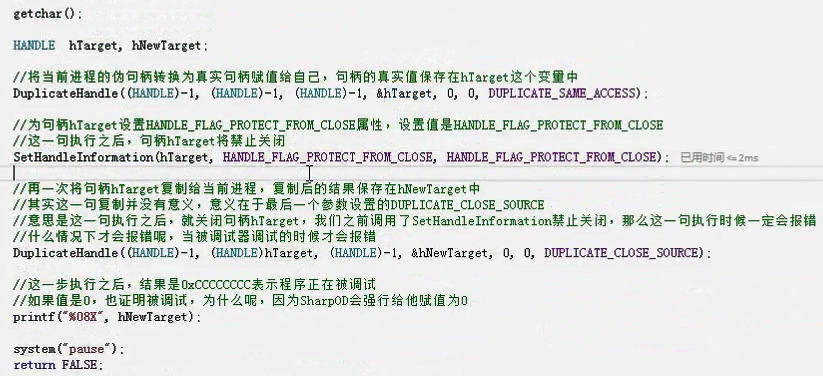 getchar();
HANDLE hTarget, hNewTarget;
//将当前进程的伪句柄转换为真实句柄赋值给自己，句柄的真实值保存在hTarget这个变量中
DuplicateHandle((HANDLE)-1, (HANDLE)-1, (HANDLE)-1, &hTarget, 0, 0, DUPLICATE_SAME_ACCESS);
//为句柄hTarget设置HANDLE_FLAG_PROTECT_FROM_CLOSE属性，设置值是HANDLE_FLAG_PROTECT_FROM_CLOSE
//这一句执行之后，句柄hTarget将禁止关闭
SetHandleInformation(hTarget, HANDLE_FLAG_PROTECT_FROM_CLOSE, HANDLE_FLAG_PROTECT_FROM_CLOSE); 已用时间<=2ms
//再一次将句柄hTarget复制给当前进程，复制后的结果保存在hNewTarget中
//其实这一句复制并没有意义，意义在于最后一个参数设置的DUPLICATE_CLOSE_SOURCE
//意思是这一句执行之后，就关闭句柄hTarget，我们之前调用了SetHandleInformation禁止关闭，那么这一句执行时候一定会报错
//什么情况下才会报错呢，当被调试器调试的时候才会报错
DuplicateHandle((HANDLE)-1, (HANDLE)hTarget, (HANDLE)-1, &hNewTarget, 0, 0, DUPLICATE_CLOSE_SOURCE);
//这一步执行之后，结果是0xCCCCCCCC表示程序正在被调试
//如果值是0，也证明被调试，为什么呢，因为SharpOD会强行给他赋值为0
printf("%08X", hNewTarget);
system("pause");
return FALSE;